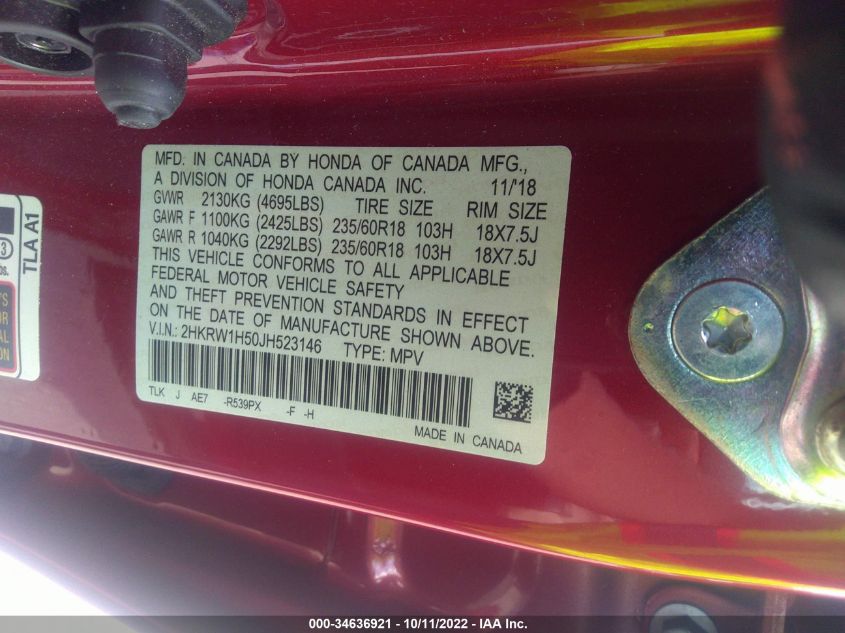 MFD. IN CANADA BY HONDA OF CANADA MFG.,
A DIVISION OF HONDA CANADA INC. 11/'18
GVWR 2130KG (4695LBS) TIRE SIZE RIM SIZE
GAWR F 1100KG (2425LBS) 235/60R18 103H 18X7.5J
GAWR R 1040KG (2292LBS) 235/60R18 103H 18X7.5J
THIS VEHICLE CONFORMS TO ALL APPLICABLE
FEDERAL MOTOR VEHICLE SAFETY
AND THEFT PREVENTION STANDARDS IN EFFECT
ON THE DATE OF MANUFACTURE SHOWN ABOVE.
V.I.N.: 2HKRW1H50JH523146 TYPE: MPV
TLK J AE7 -R539PX -F -H
MADE IN CANADA
TLA A1
000-34636921 - 10/11/2022 - IAA Inc.